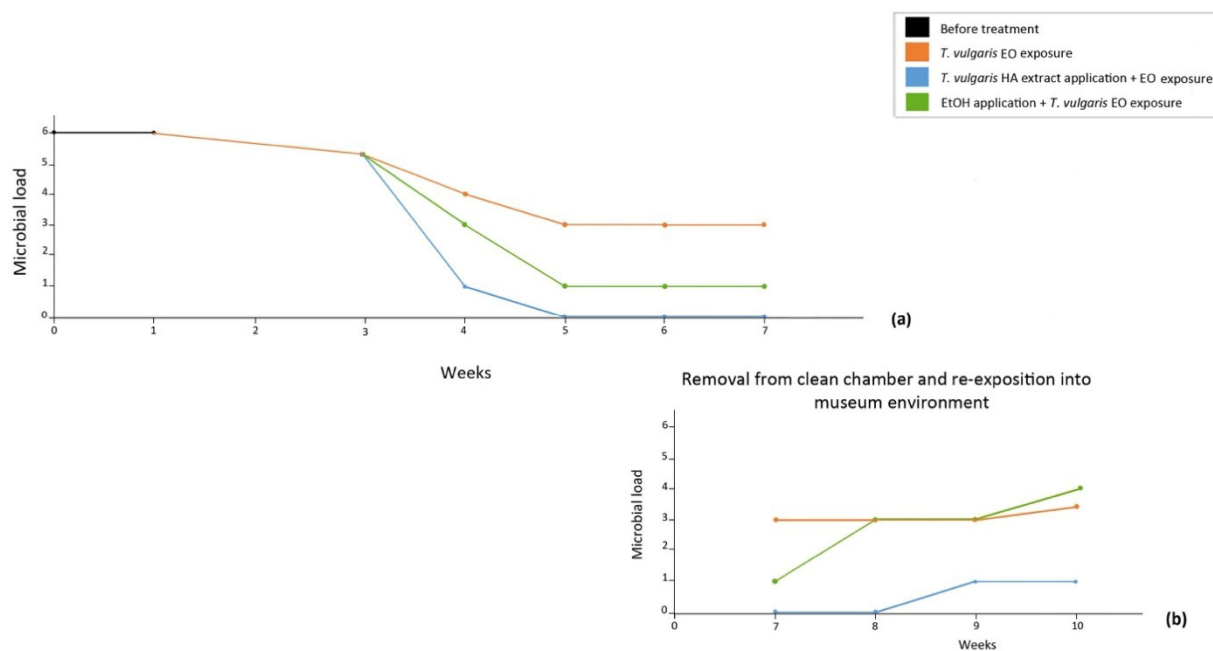 Before treatment
T. vulgaris EO exposure
T. vulgaris HA extract application + EO exposure
EtOH application + T. vulgaris EO exposure
Microbial load
6
5
4
3
2
1
0
0 1 2 3 4 5 6 7
Weeks
(a)
Removal from clean chamber and re-exposition into
museum environment
Microbial load
6
5
4
3
2
1
0
0 7 8 9 10
Weeks
(b)